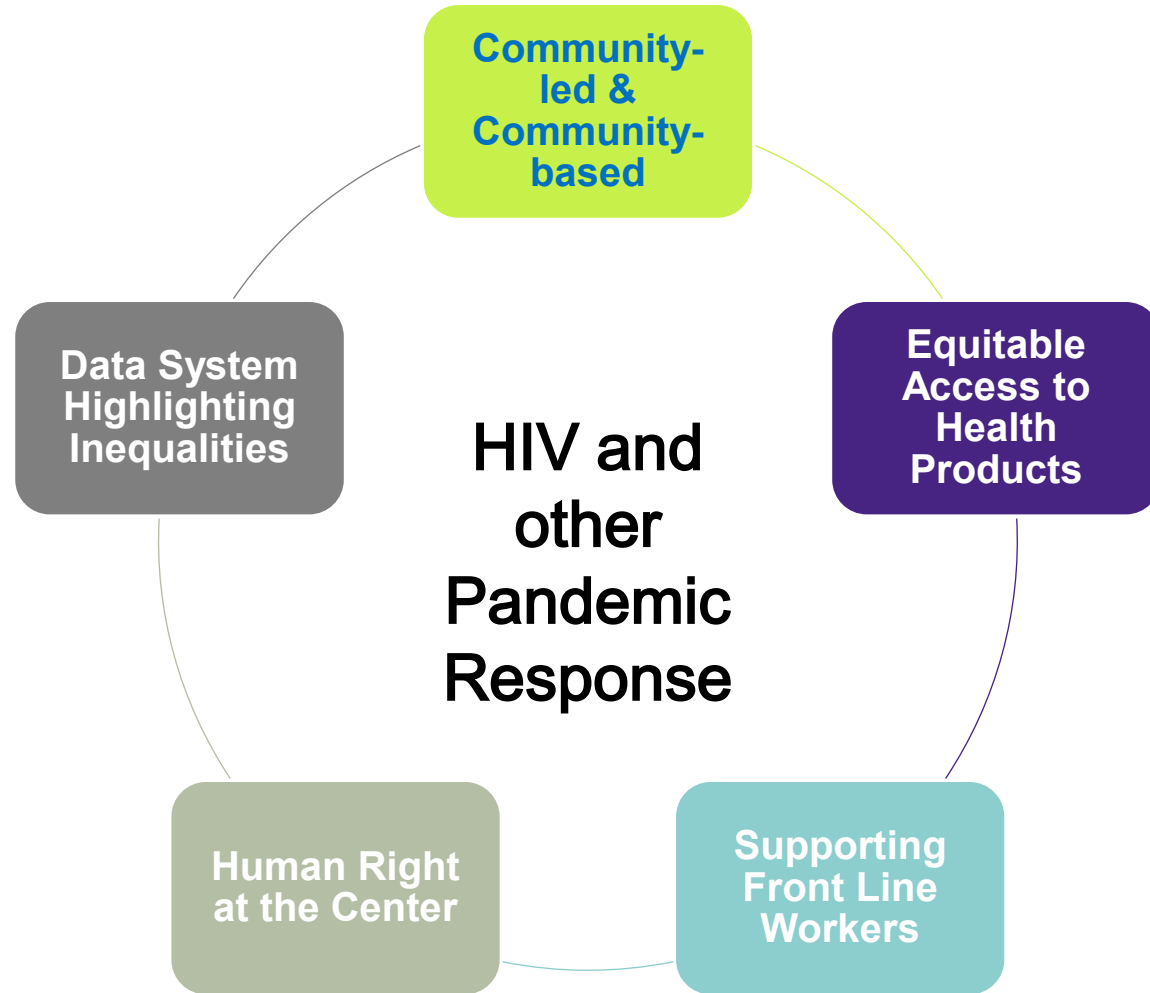 Community-
led &
Community-
based
Equitable
Access to
Health
Products
Data System
Highlighting
Inequalities
HIV and
other
Pandemic
Response
Supporting
Front Line
Workers
Human Right
at the Center